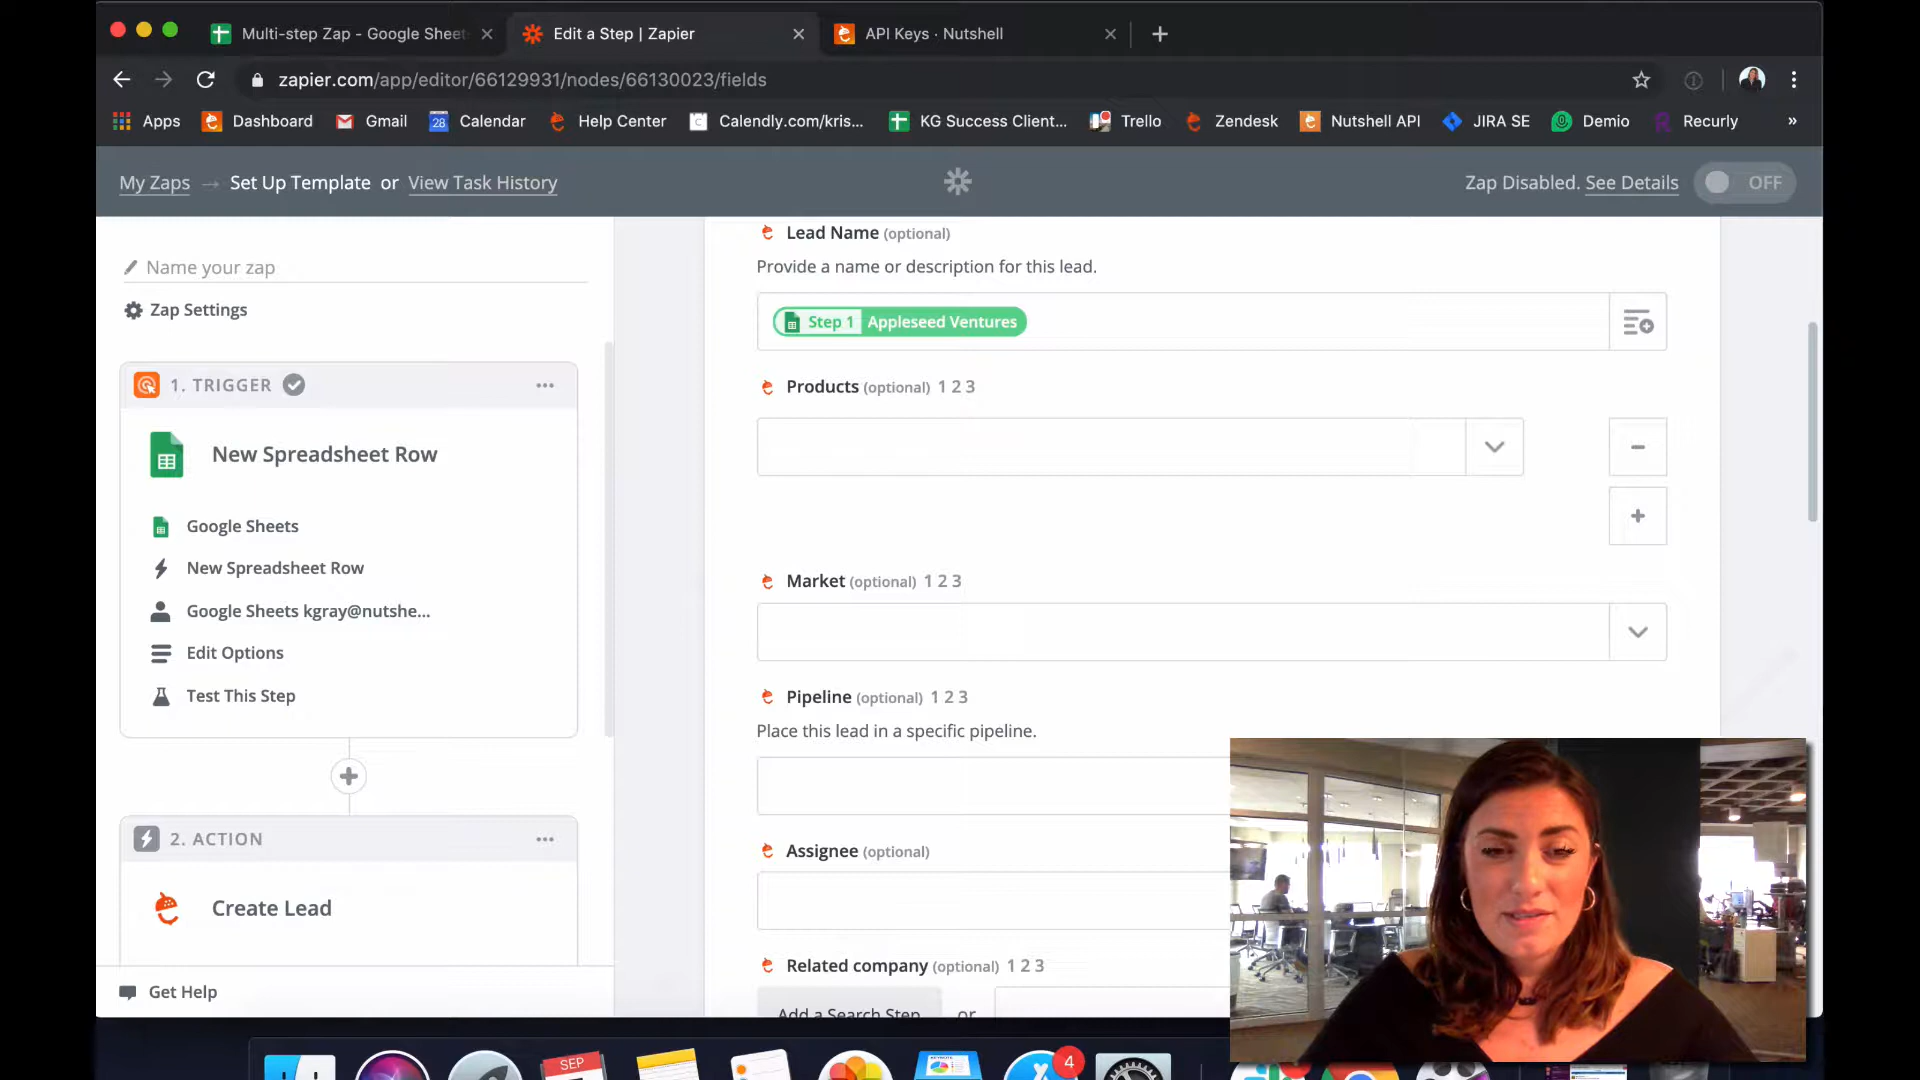 Multi-step Zap - Google Sheet
Edit a Step | Zapier
API Keys · Nutshell
zapier.com/app/editor/66129931/nodes/66130023/fields
Apps
Dashboard
Gmail
28
Calendar
Help Center
Calendly.com/kris...
KG Success Client...
Trello
Zendesk
Nutshell API
JIRA SE
Demio
Recurly
»
My Zaps → Set Up Template or View Task History
Zap Disabled. See Details
OFF
Name your zap
Zap Settings
1. TRIGGER
New Spreadsheet Row
Google Sheets
New Spreadsheet Row
Google Sheets kgray@nutshe...
Edit Options
Test This Step
2. ACTION
Create Lead
Get Help
Lead Name (optional)
Provide a name or description for this lead.
Step 1 Appleseed Ventures
Products (optional) 1 2 3
Market (optional) 1 2 3
Pipeline (optional) 1 2 3
Place this lead in a specific pipeline.
Assignee (optional)
Related company (optional) 1 2 3
Add a Search Step or
SEP
4